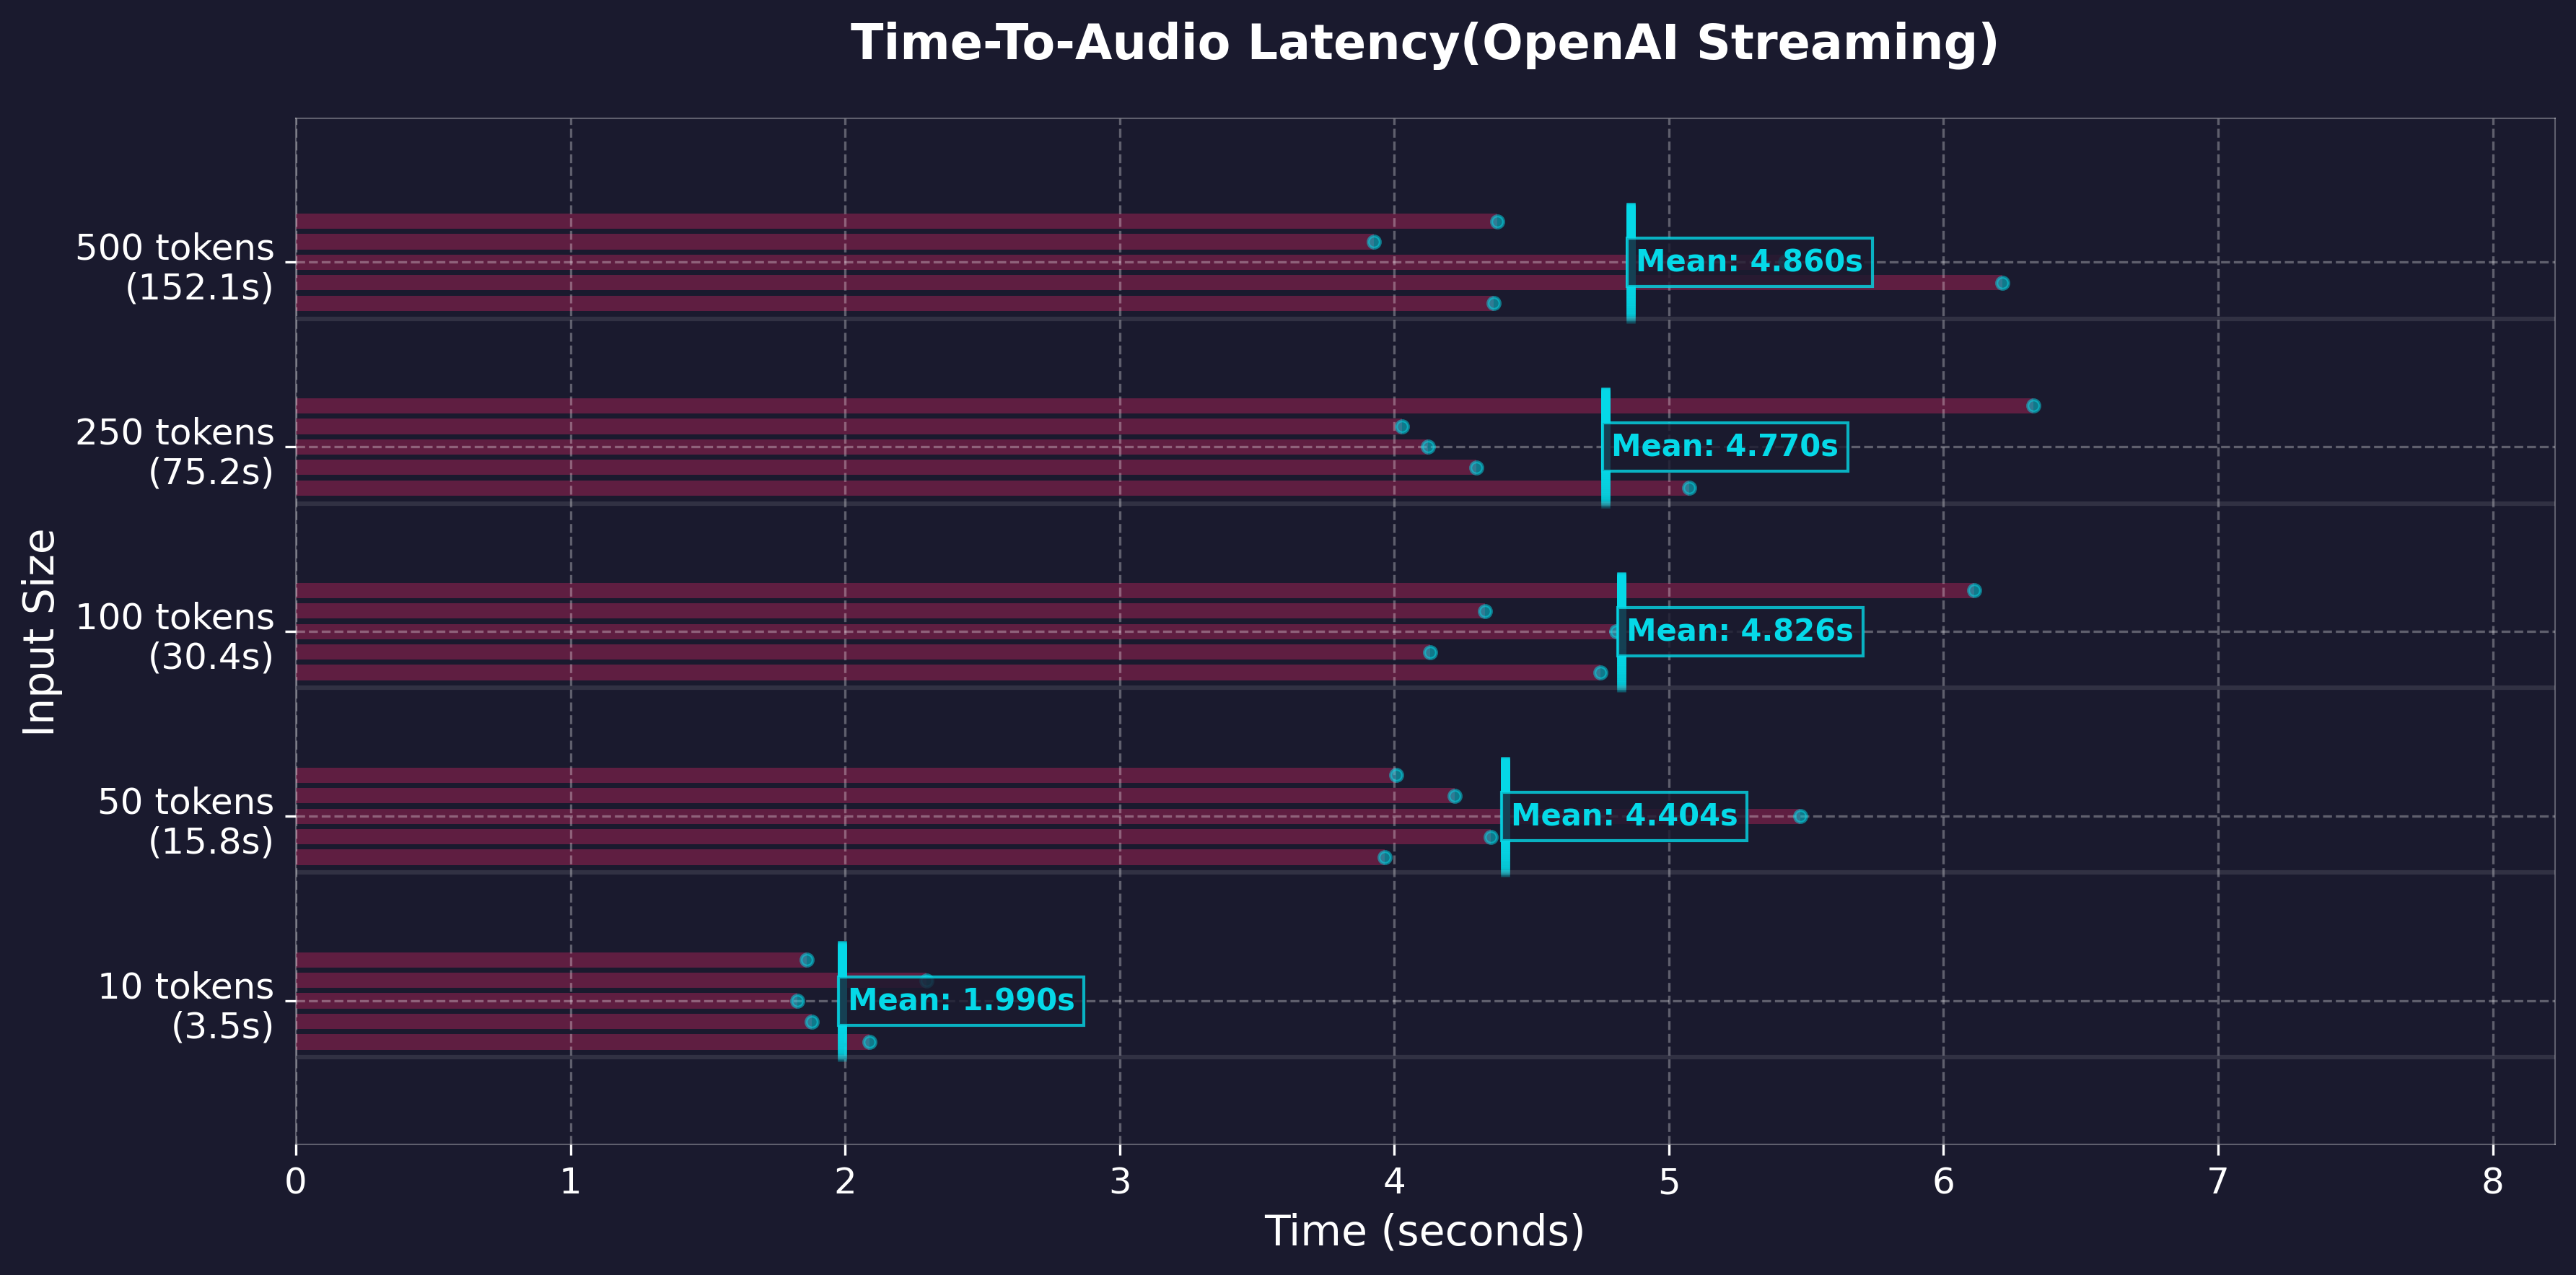 Time-To-Audio Latency(OpenAI Streaming)
Input Size
500 tokens
(152.1s)
Mean: 4.860s
250 tokens
(75.2s)
Mean: 4.770s
100 tokens
(30.4s)
Mean: 4.826s
50 tokens
(15.8s)
Mean: 4.404s
10 tokens
(3.5s)
Mean: 1.990s
0 1 2 3 4 5 6 7 8
Time (seconds)